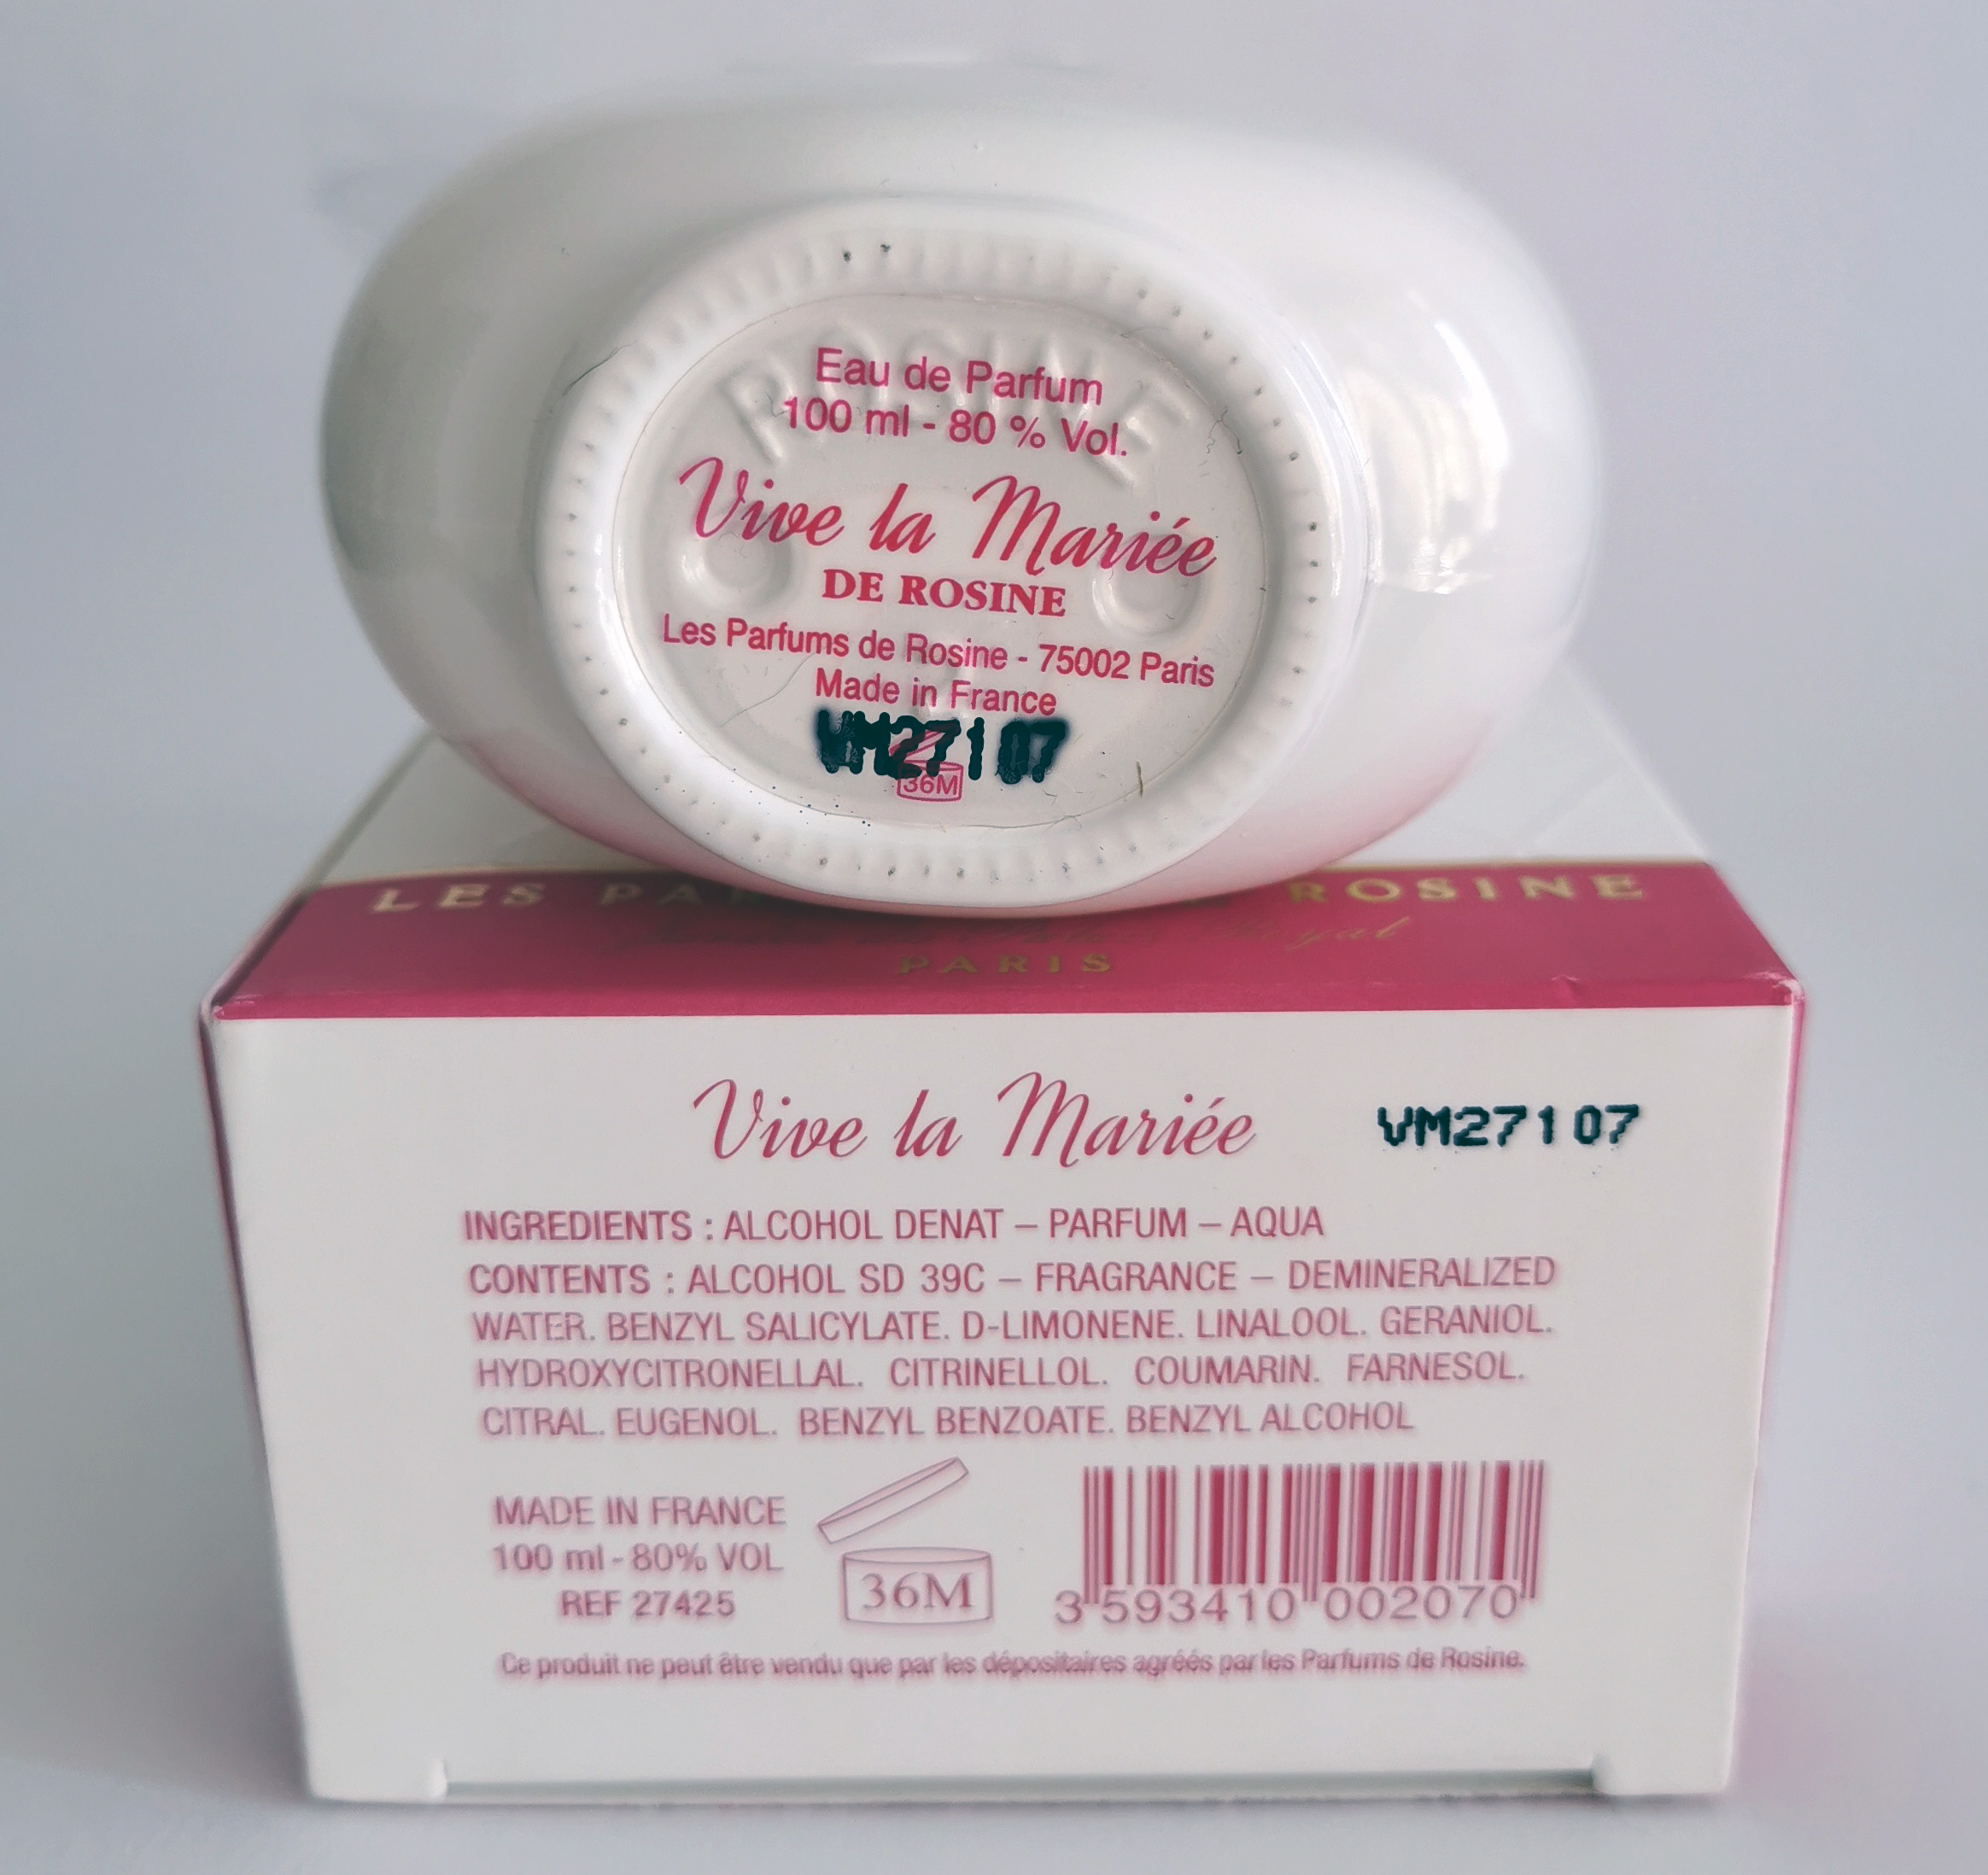 ROSINE
Eau de Parfum
100 ml - 80 % Vol.
Vive la Mariée
DE ROSINE
Les Parfums de Rosine - 75002 Paris
Made in France
VM27107
36M
LES PAR ROSINE
Royal
PARIS
Vive la Mariée VM27107
INGREDIENTS : ALCOHOL DENAT – PARFUM – AQUA
CONTENTS : ALCOHOL SD 39C – FRAGRANCE – DEMINERALIZED
WATER. BENZYL SALICYLATE. D-LIMONENE. LINALOOL. GERANIOL.
HYDROXYCITRONELLAL. CITRINELLOL. COUMARIN. FARNESOL.
CITRAL. EUGENOL. BENZYL BENZOATE. BENZYL ALCOHOL
MADE IN FRANCE
100 ml - 80% VOL
REF 27425
36M
3 593410 002070
Ce produit ne peut être vendu que par les dépositaires agréés par les Parfums de Rosine.